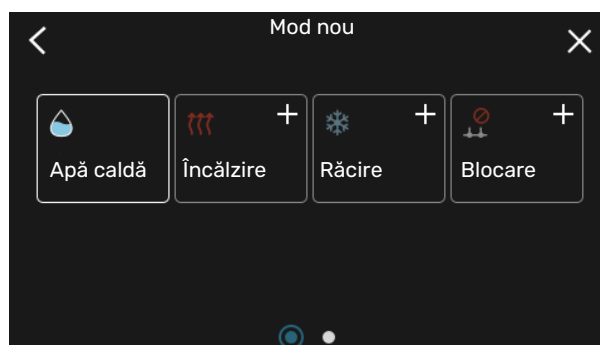 Mod nou
Apă caldă
Încălzire
Răcire
Blocare